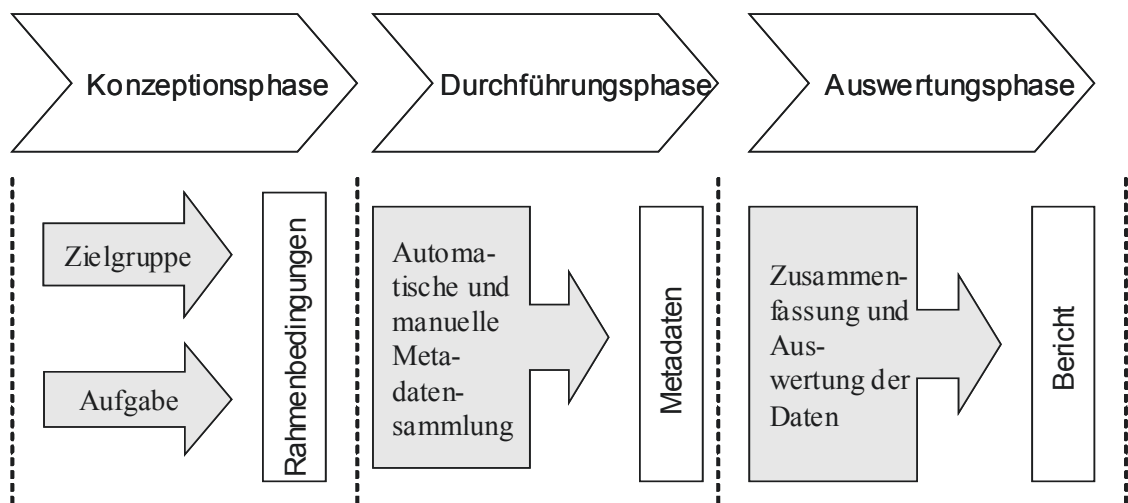 Konzeptionsphase
Durchführungsphase
Auswertungsphase
Zielgruppe
Aufgabe
Rahmenbedingungen
Automa-
tische und
manuelle
Meta-
daten-
sammlung
Metadaten
Zusammen-
fassung und
Aus-
wertung der
Daten
Bericht